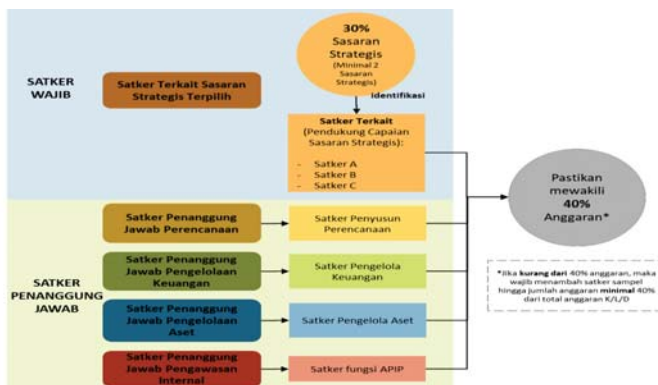 SATKER
WAJIB
Satker Terkait Sasaran
Strategis Terpilih
30%
Sasaran
Strategis
(Minimal 2
Sasaran
Strategis)
identifikasi
Satker Terkait
(Pendukung Capaian
Sasaran Strategis):
- Satker A
- Satker B
- Satker C
SATKER
PENANGGUNG
JAWAB
Satker Penanggung
Jawab Perencanaan
Satker Penyusun
Perencanaan
Satker Penanggung
Jawab Pengelolaan
Keuangan
Satker Pengelola
Keuangan
Satker Penanggung
Jawab Pengelolaan
Aset
Satker Pengelola Aset
Satker Penanggung
Jawab Pengawasan
Internal
Satker fungsi APIP
Pastikan
mewakili
40%
Anggaran*
*Jika kurang dari 40% anggaran, maka
wajib menambah satker sampel
hingga jumlah anggaran minimal 40%
dari total anggaran K/L/D